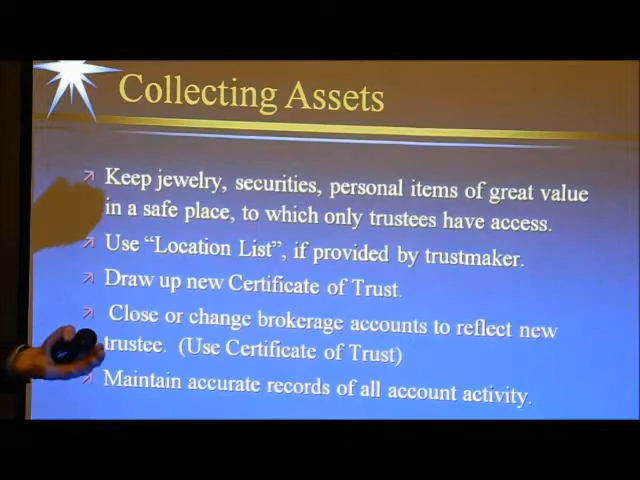 Collecting Assets
Keep jewelry, securities, personal items of great value
in a safe place, to which only trustees have access.
Use “Location List”, if provided by trustmaker.
Draw up new Certificate of Trust.
Close or change brokerage accounts to reflect new
trustee. (Use Certificate of Trust)
Maintain accurate records of all account activity.